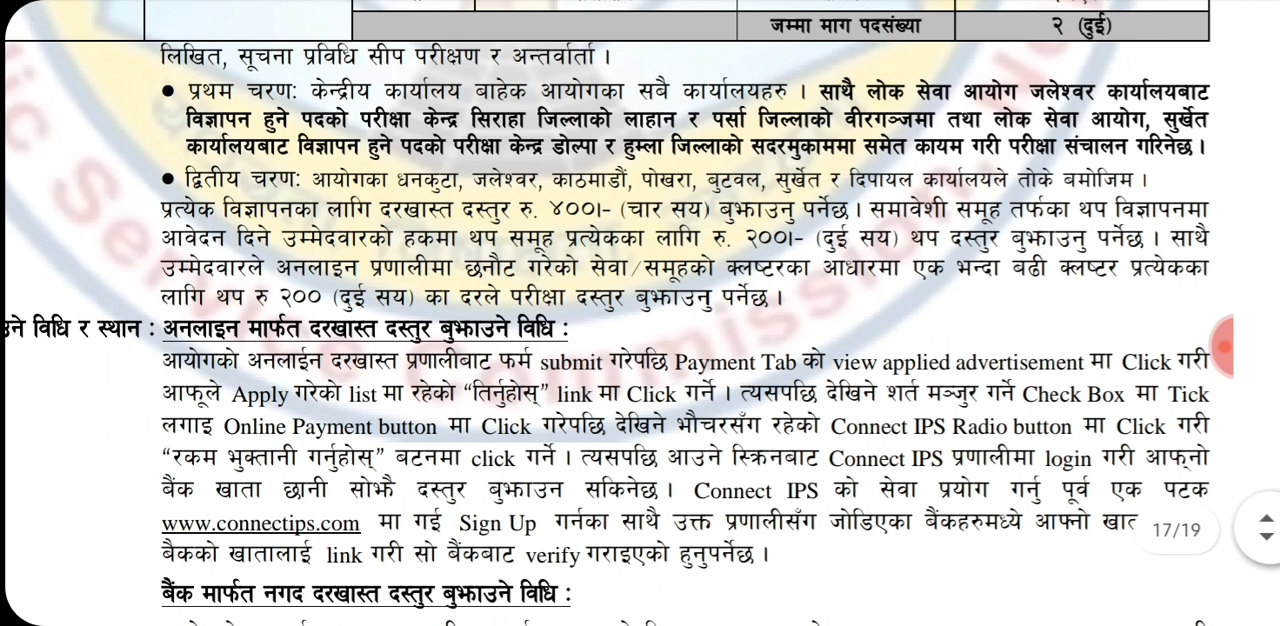 जम्मा माग पदसंख्या २ (दुई)
लिखित, सूचना प्रविधि सीप परीक्षण र अन्तर्वार्ता ।
● प्रथम चरण: केन्द्रीय कार्यालय बाहेक आयोगका सबै कार्यालयहरु । साथै लोक सेवा आयोग जलेश्वर कार्यालयबाट
विज्ञापन हुने पदको परीक्षा केन्द्र सिराहा जिल्लाको लाहान र पर्सा जिल्लाको वीरगञ्जमा तथा लोक सेवा आयोग, सुर्खेत
कार्यालयबाट विज्ञापन हुने पदको परीक्षा केन्द्र डोल्पा र हुम्ला जिल्लाको सदरमुकाममा समेत कायम गरी परीक्षा संचालन गरिनेछ ।
● द्वितीय चरण: आयोगका धनकुटा, जलेश्वर, काठमाडौं, पोखरा, बुटवल, सुर्खेत र दिपायल कार्यालयले तोके बमोजिम ।
प्रत्येक विज्ञापनका लागि दरखास्त दस्तुर रु. ४००।- (चार सय) बुझाउनु पर्नेछ । समावेशी समूह तर्फका थप विज्ञापनमा
आवेदन दिने उम्मेदवारको हकमा थप समूह प्रत्येकका लागि रु. २००।- (दुई सय) थप दस्तुर बुझाउनु पर्नेछ । साथै
उम्मेदवारले अनलाइन प्रणालीमा छनौट गरेको सेवा/समूहको क्लष्टरका आधारमा एक भन्दा बढी क्लष्टर प्रत्येकका
लागि थप रु २०० (दुई सय) का दरले परीक्षा दस्तुर बुझाउनु पर्नेछ ।
उने विधि र स्थान : अनलाइन मार्फत दरखास्त दस्तुर बुझाउने विधि :
आयोगको अनलाईन दरखास्त प्रणालीबाट फर्म submit गरेपछि Payment Tab को view applied advertisement मा Click गरी
आफूले Apply गरेको list मा रहेको “तिर्नुहोस्” link मा Click गर्ने । त्यसपछि देखिने शर्त मञ्जुर गर्ने Check Box मा Tick
लगाइ Online Payment button मा Click गरेपछि देखिने भौचरसँग रहेको Connect IPS Radio button मा Click गरी
“रकम भुक्तानी गर्नुहोस्” बटनमा click गर्ने । त्यसपछि आउने स्क्रिनबाट Connect IPS प्रणालीमा login गरी आफ्नो
बैंक खाता छानी सोझै दस्तुर बुझाउन सकिनेछ । Connect IPS को सेवा प्रयोग गर्नु पूर्व एक पटक
www.connectips.com मा गई Sign Up गर्नका साथै उक्त प्रणालीसँग जोडिएका बैंकहरुमध्ये आफ्नो खात
17/19
बैकको खातालाई link गरी सो बैंकबाट verify गराइएको हुनुपर्नेछ ।
बैंक मार्फत नगद दरखास्त दस्तुर बुझाउने विधि :